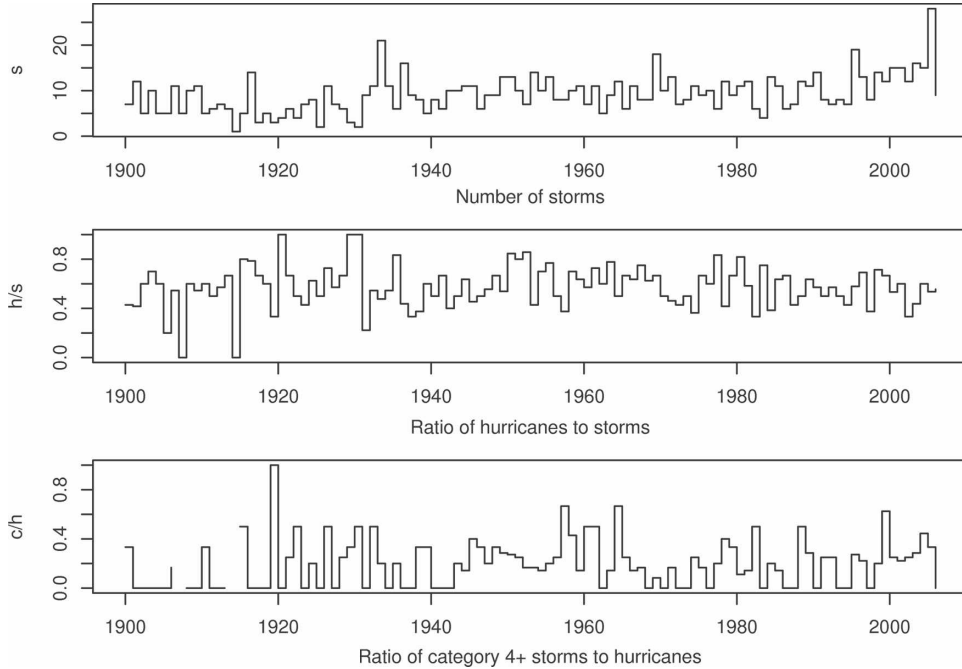 s
20
10
0
1900 1920 1940 1960 1980 2000
Number of storms
h/s
0.8
0.4
0.0
1900 1920 1940 1960 1980 2000
Ratio of hurricanes to storms
c/h
0.8
0.4
0.0
1900 1920 1940 1960 1980 2000
Ratio of category 4+ storms to hurricanes